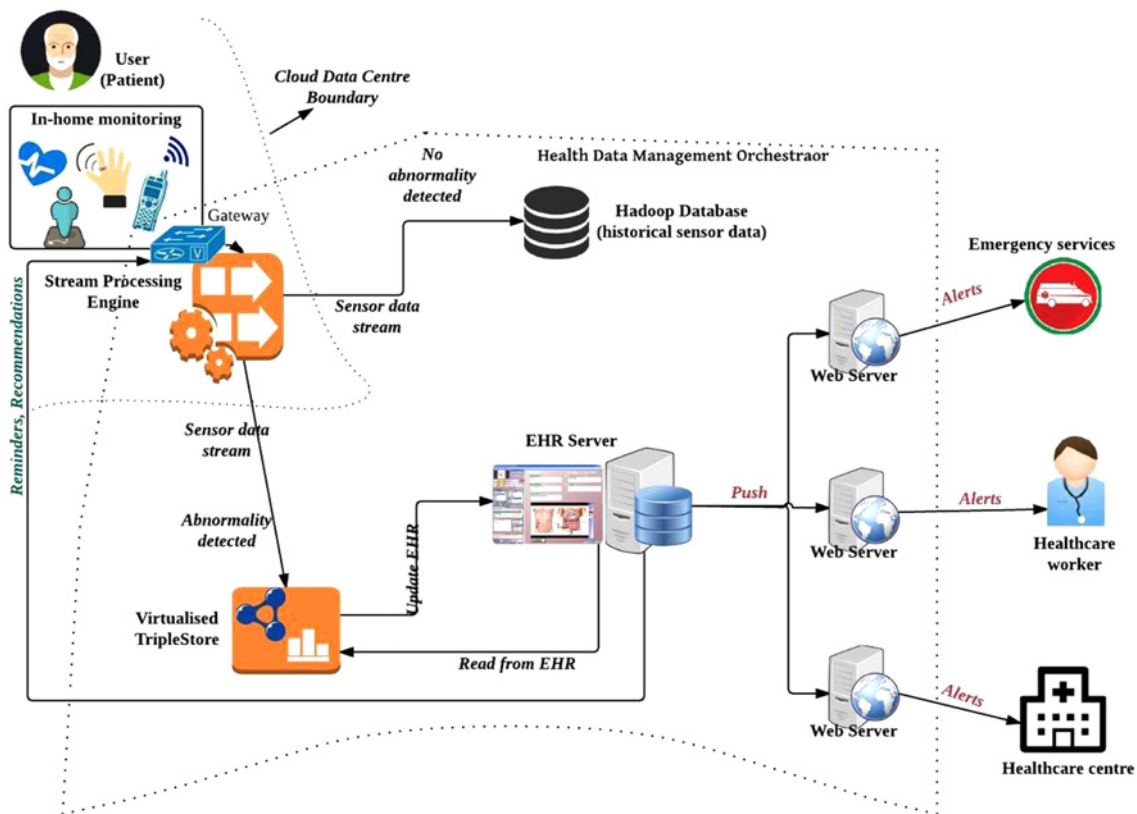 User
(Patient)
In-home monitoring
Cloud Data Centre
Boundary
No
abnormality
detected
Health Data Management Orchestraor
Gateway
V
Hadoop Database
(historical sensor data)
Stream Processing
Engine
Sensor data
stream
Emergency services
Alerts
Web Server
Reminders, Recommendations
Sensor data
stream
EHR Server
Push
Alerts
Web Server
Healthcare
worker
Abnormality
detected
Update EHR
Virtualised
TripleStore
Read from EHR
Alerts
Web Server
Healthcare centre